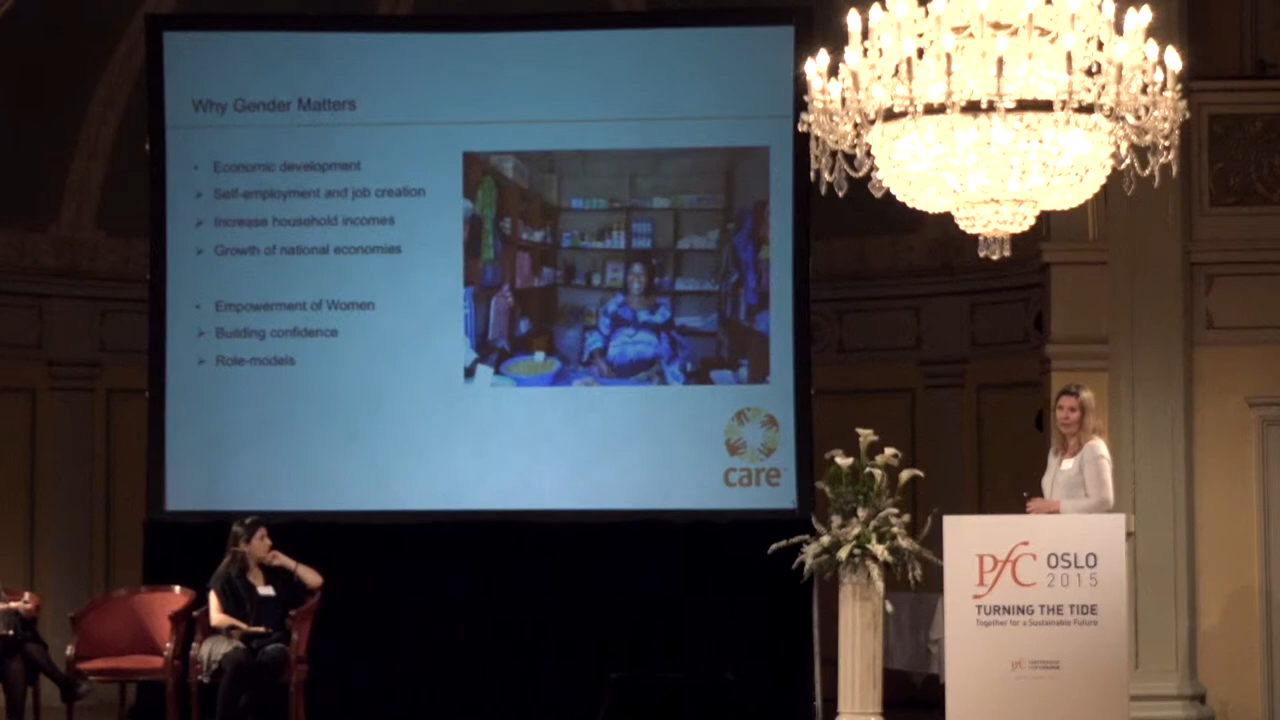 Why Gender Matters
• Economic development
➢ Self-employment and job creation
➢ Increase household incomes
➢ Growth of national economies
• Empowerment of Women
➢ Building confidence
➢ Role-models
care
PfC OSLO
2015
TURNING THE TIDE
Together for a Sustainable Future
PfC